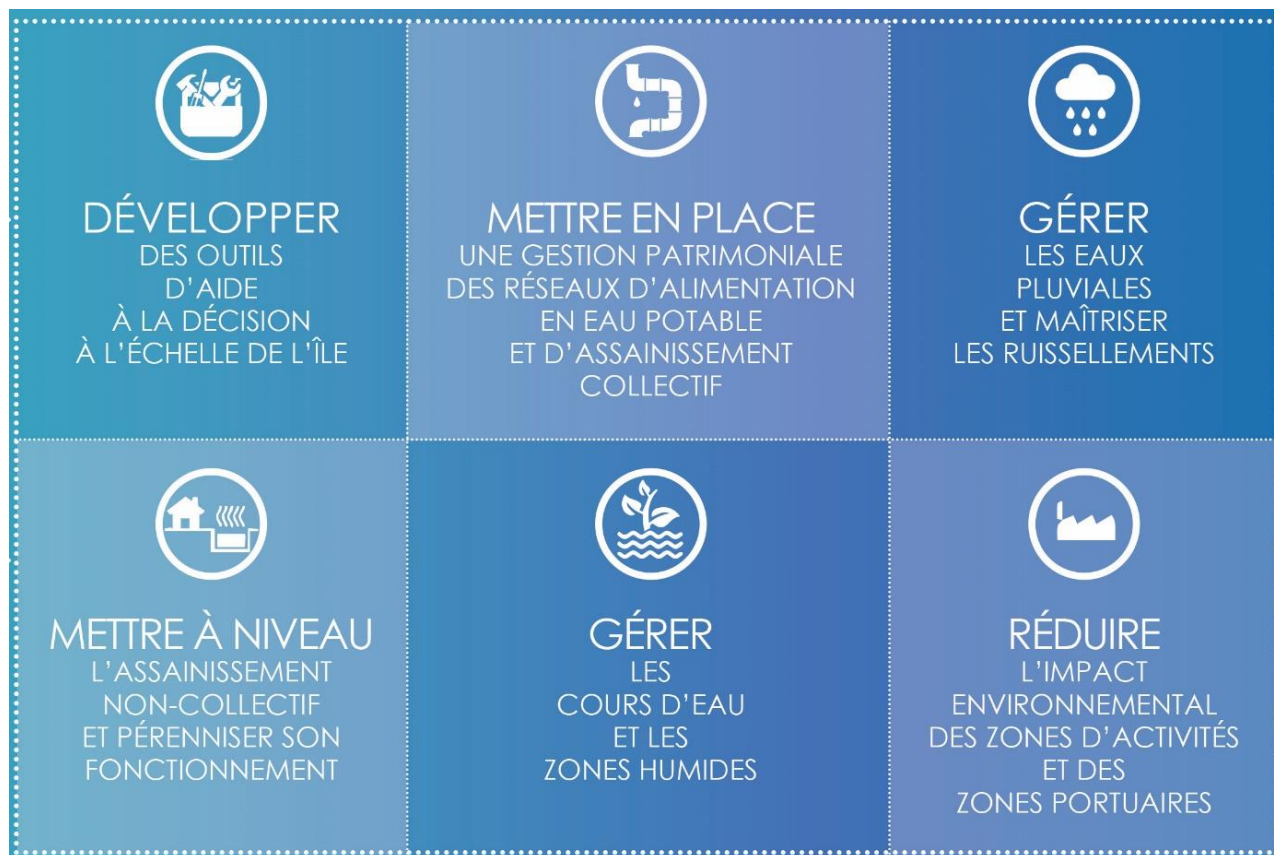 DÉVELOPPER
DES OUTILS
D'AIDE
À LA DÉCISION
À L'ÉCHELLE DE L'ÎLE
METTRE EN PLACE
UNE GESTION PATRIMONIALE
DES RÉSEAUX D'ALIMENTATION
EN EAU POTABLE
ET D'ASSAINISSEMENT
COLLECTIF
GÉRER
LES EAUX
PLUVIALES
ET MAÎTRISER
LES RUISSELLEMENTS
METTRE À NIVEAU
L'ASSAINISSEMENT
NON-COLLECTIF
ET PÉRENNISER SON
FONCTIONNEMENT
GÉRER
LES
COURS D'EAU
ET LES
ZONES HUMIDES
RÉDUIRE
L'IMPACT
ENVIRONNEMENTAL
DES ZONES D'ACTIVITÉS
ET DES
ZONES PORTUAIRES